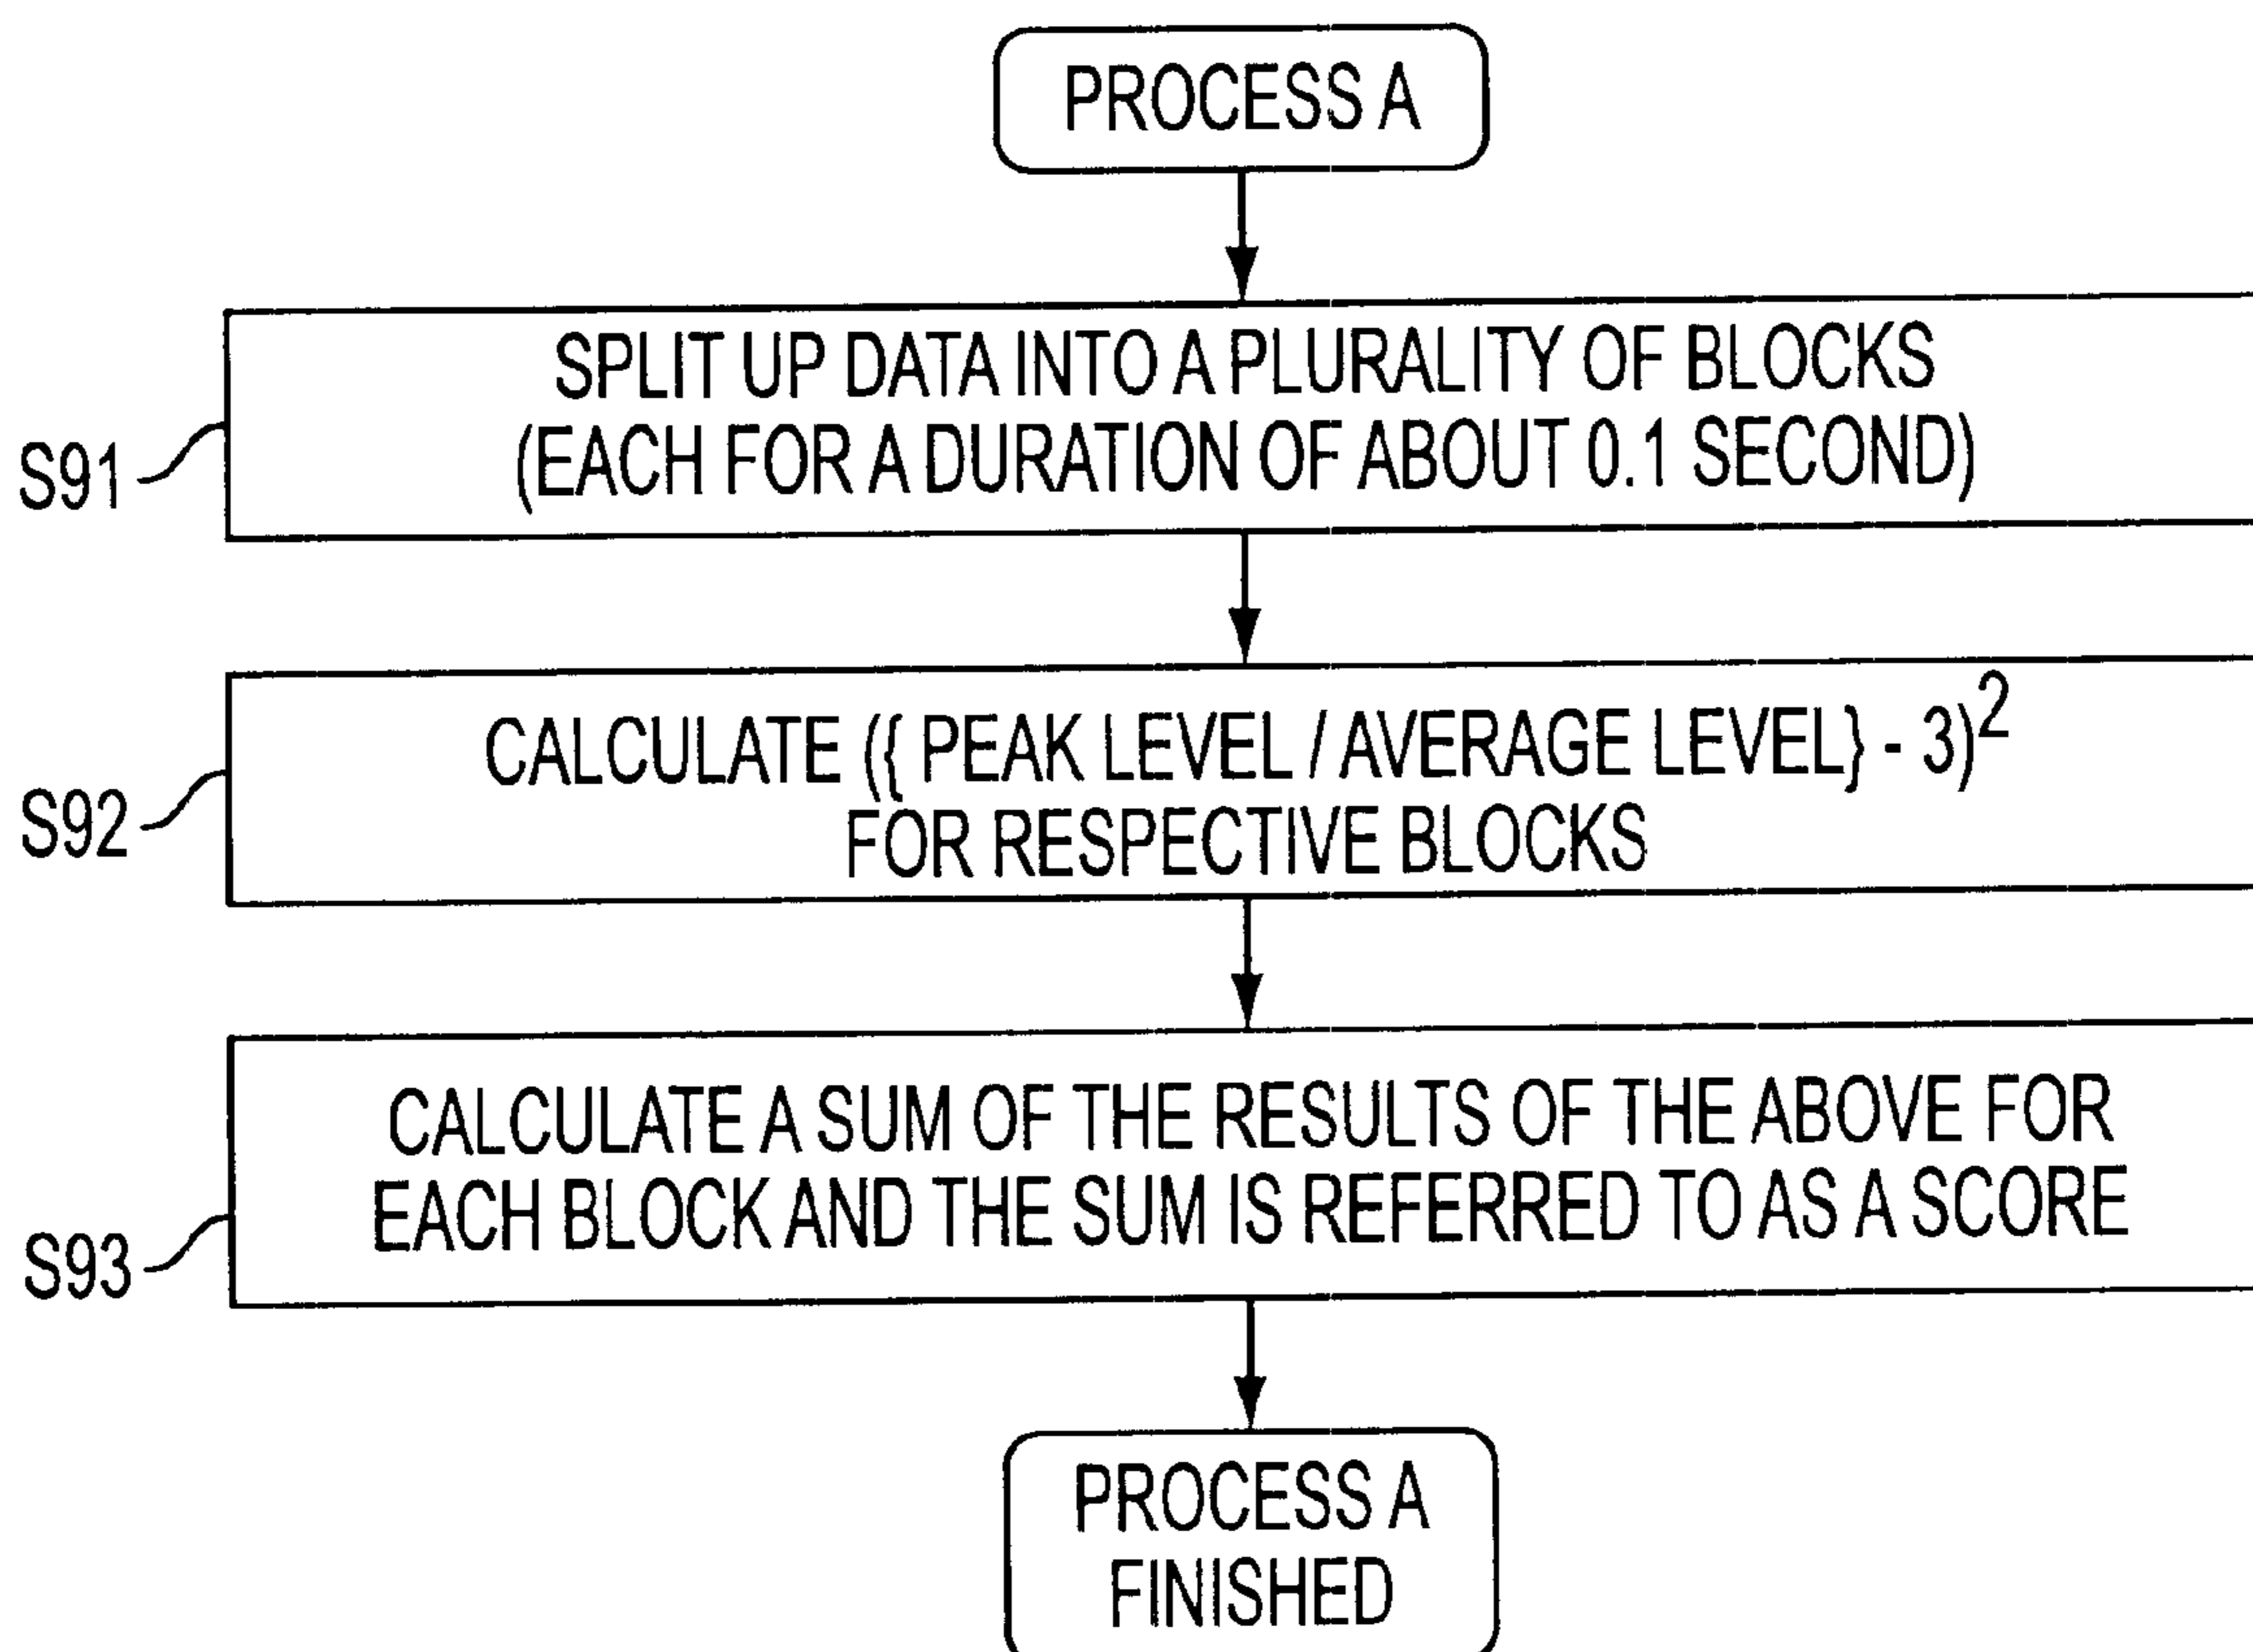 PROCESS A
SPLIT UP DATA INTO A PLURALITY OF BLOCKS
(EACH FOR A DURATION OF ABOUT 0.1 SECOND)
S91
CALCULATE ({ PEAK LEVEL / AVERAGE LEVEL} - 3)²
FOR RESPECTIVE BLOCKS
S92
CALCULATE A SUM OF THE RESULTS OF THE ABOVE FOR
EACH BLOCK AND THE SUM IS REFERRED TO AS A SCORE
S93
PROCESS A
FINISHED